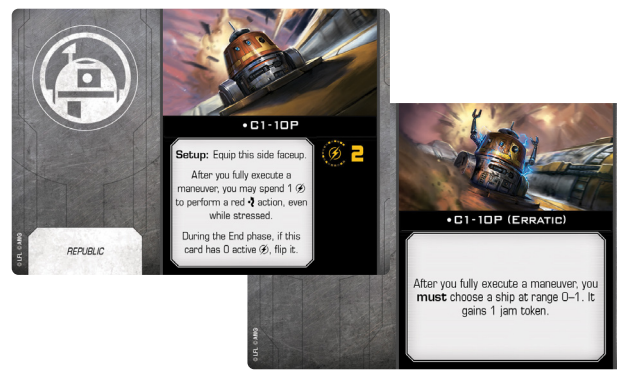 •C1-10P
Setup: Equip this side faceup.
After you fully execute a
maneuver, you may spend 1
to perform a red action, even
while stressed.
During the End phase, if this
card has 0 active , flip it.
2
REPUBLIC
© LFL © AMG
•C1-10P (ERRATIC)
After you fully execute a maneuver, you
must choose a ship at range 0–1. It
gains 1 jam token.
© LFL © AMG